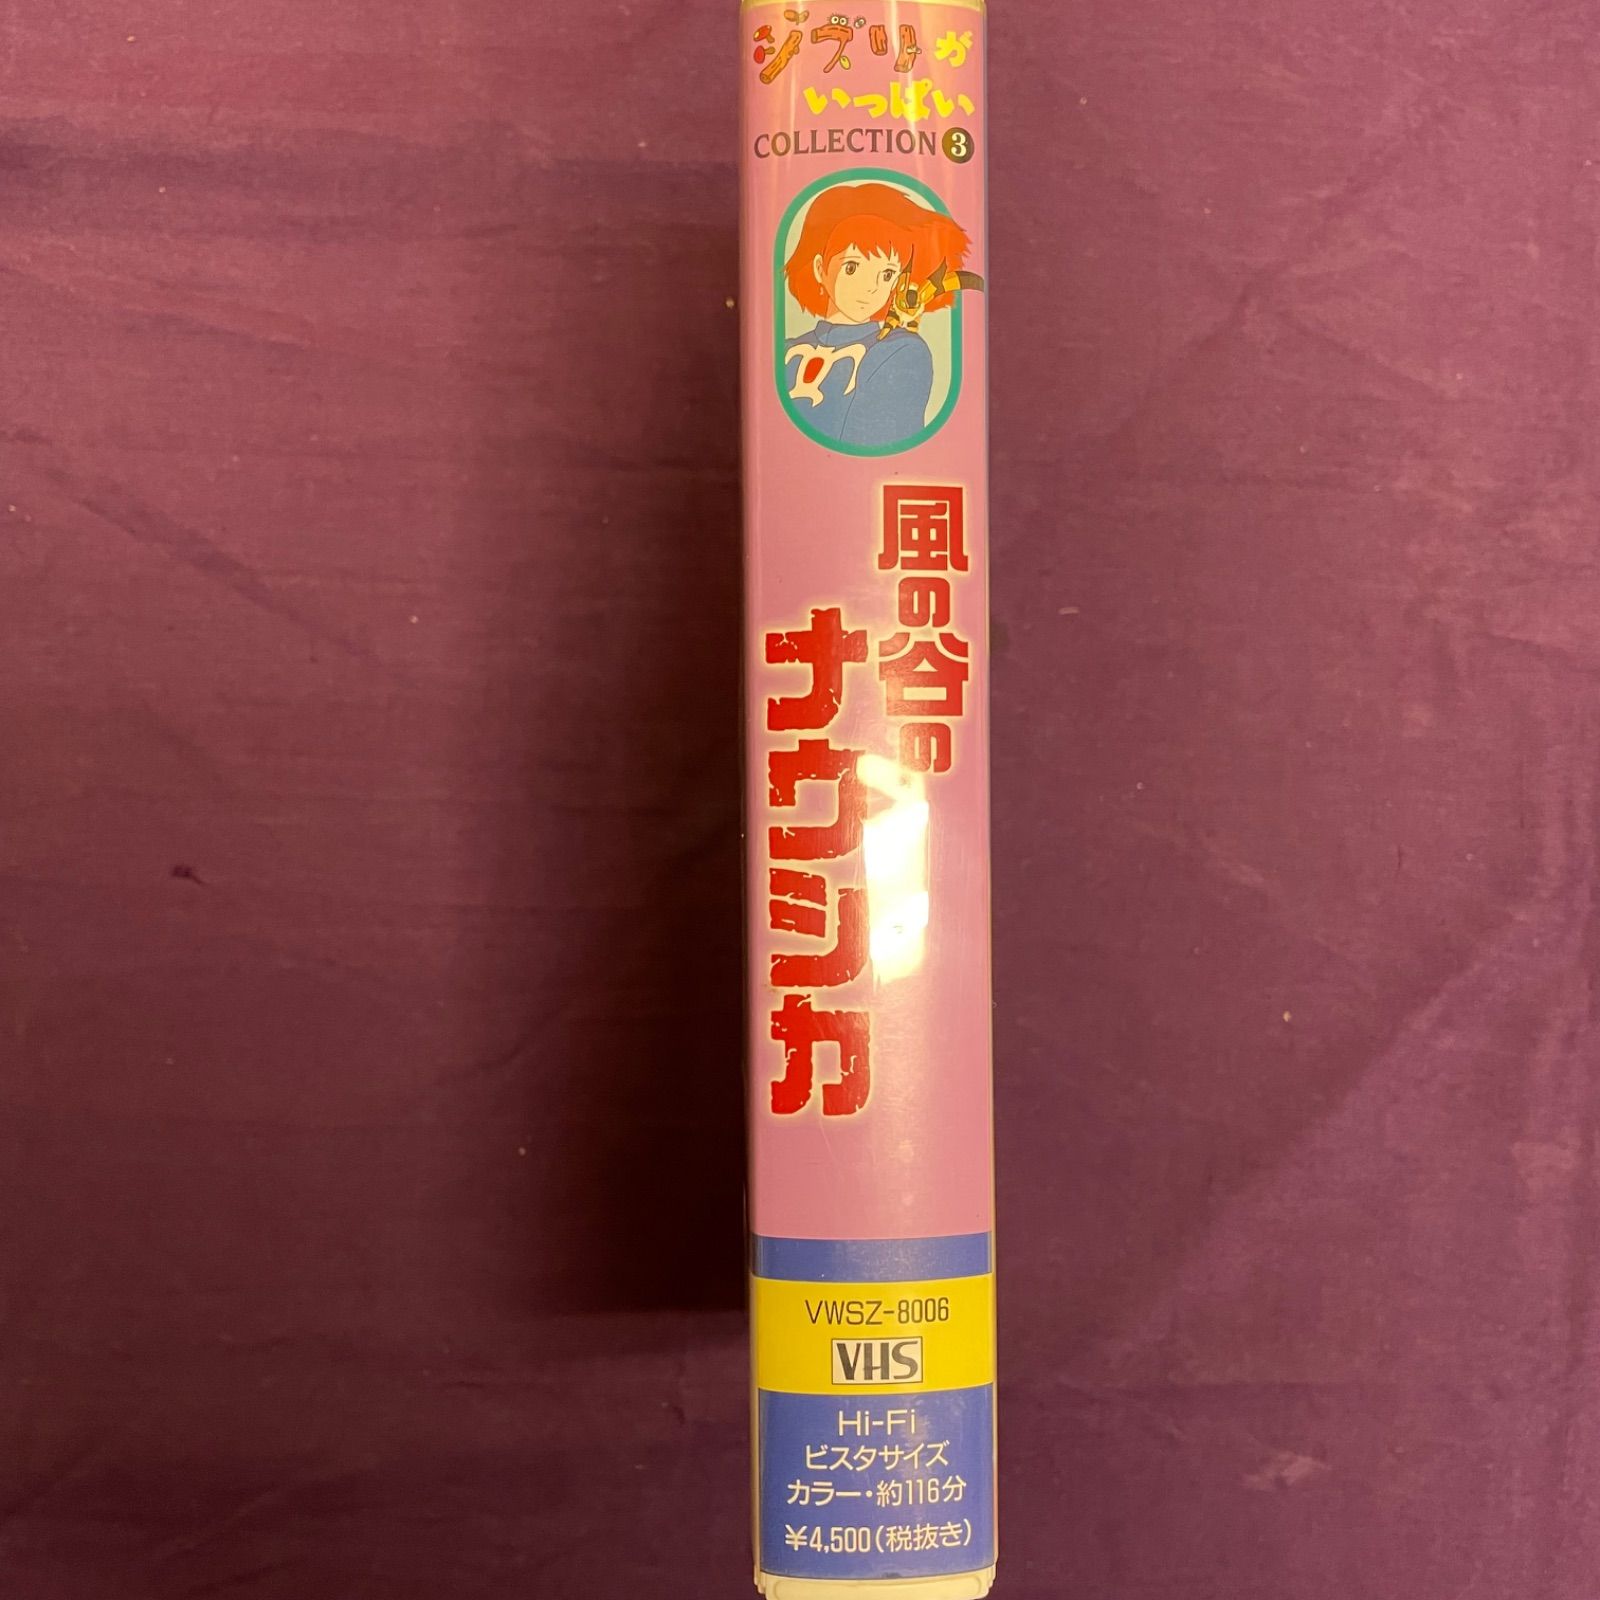 ジブリが
いっぱい
COLLECTION 3
風の谷の
ナウシカ
VWSZ-8006
VHS
Hi-Fi
ビスタサイズ
カラー・約116分
¥4,500(税抜き)